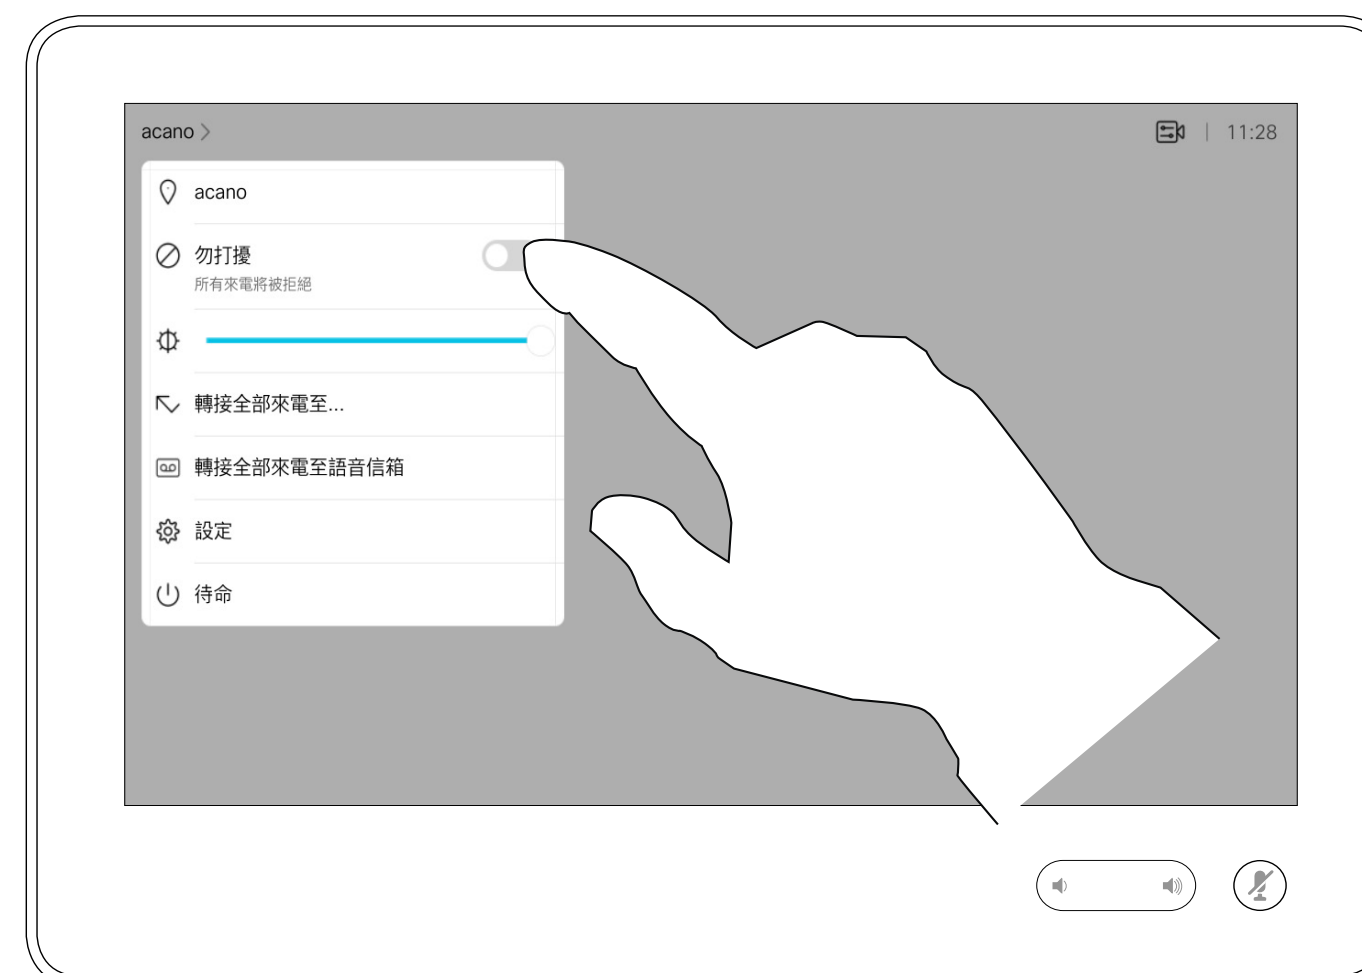 acano
11:28
acano
勿打擾
所有來電將被拒絕
轉接全部來電至...
轉接全部來電至語音信箱
設定
待命